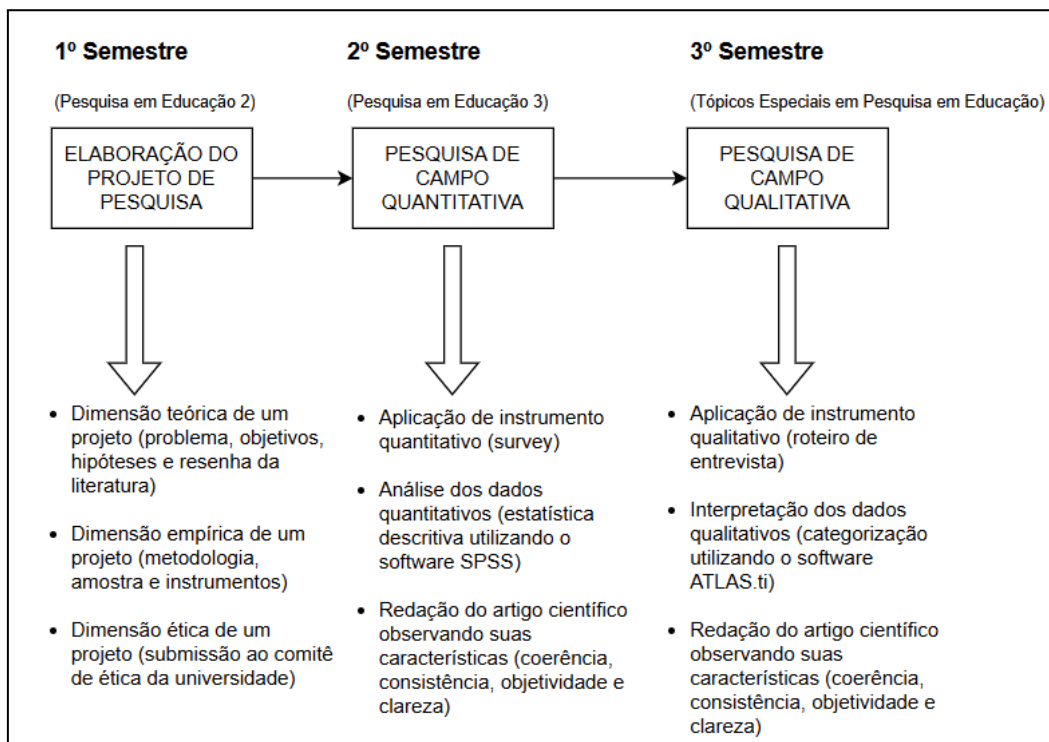 1º Semestre
(Pesquisa em Educação 2)
ELABORAÇÃO DO
PROJETO DE
PESQUISA
• Dimensão teórica de um
projeto (problema, objetivos,
hipóteses e resenha da
literatura)
• Dimensão empírica de um
projeto (metodologia,
amostra e instrumentos)
• Dimensão ética de um
projeto (submissão ao comitê
de ética da universidade)
2º Semestre
(Pesquisa em Educação 3)
PESQUISA DE
CAMPO
QUANTITATIVA
• Aplicação de instrumento
quantitativo (survey)
• Análise dos dados
quantitativos (estatística
descritiva utilizando o
software SPSS)
• Redação do artigo científico
observando suas
características (coerência,
consistência, objetividade e
clareza)
3º Semestre
(Tópicos Especiais em Pesquisa em Educação)
PESQUISA DE
CAMPO
QUALITATIVA
• Aplicação de instrumento
qualitativo (roteiro de
entrevista)
• Interpretação dos dados
qualitativos (categorização
utilizando o software
ATLAS.ti)
• Redação do artigo científico
observando suas
características (coerência,
consistência, objetividade e
clareza)